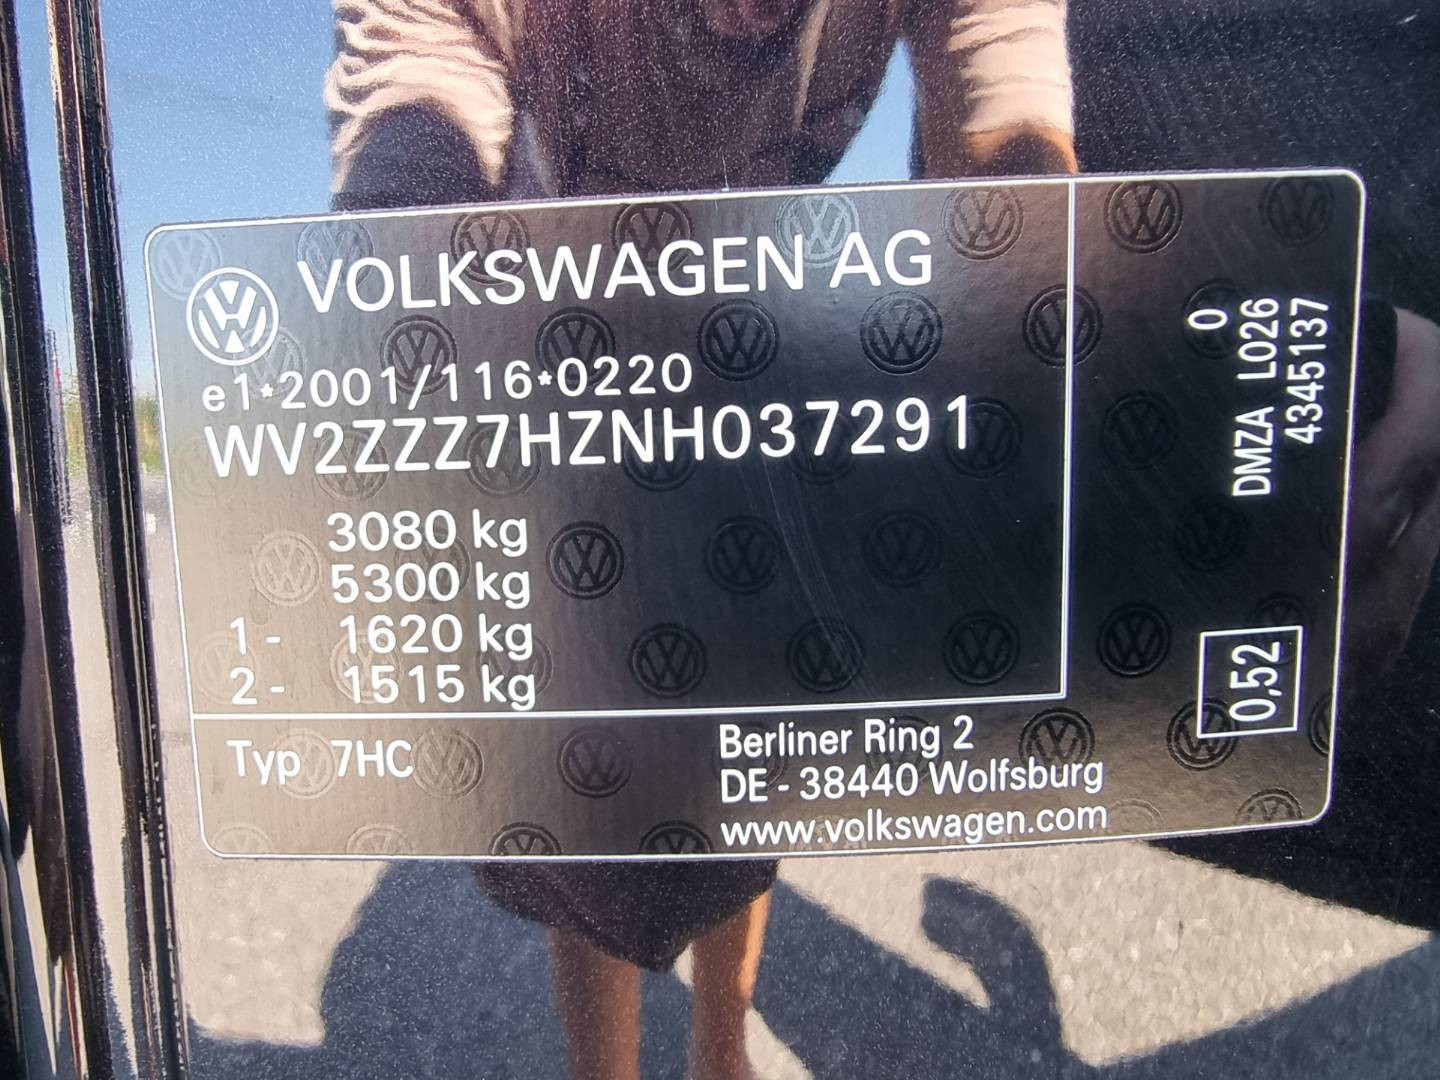 VOLKSWAGEN AG
e1*2001/116*0220
WV2ZZZ7HZNH037291
3080 kg
5300 kg
1 - 1620 kg
2 - 1515 kg
Typ 7HC
Berliner Ring 2
DE - 38440 Wolfsburg
www.volkswagen.com
0
DMZA L026
4345137
0,52